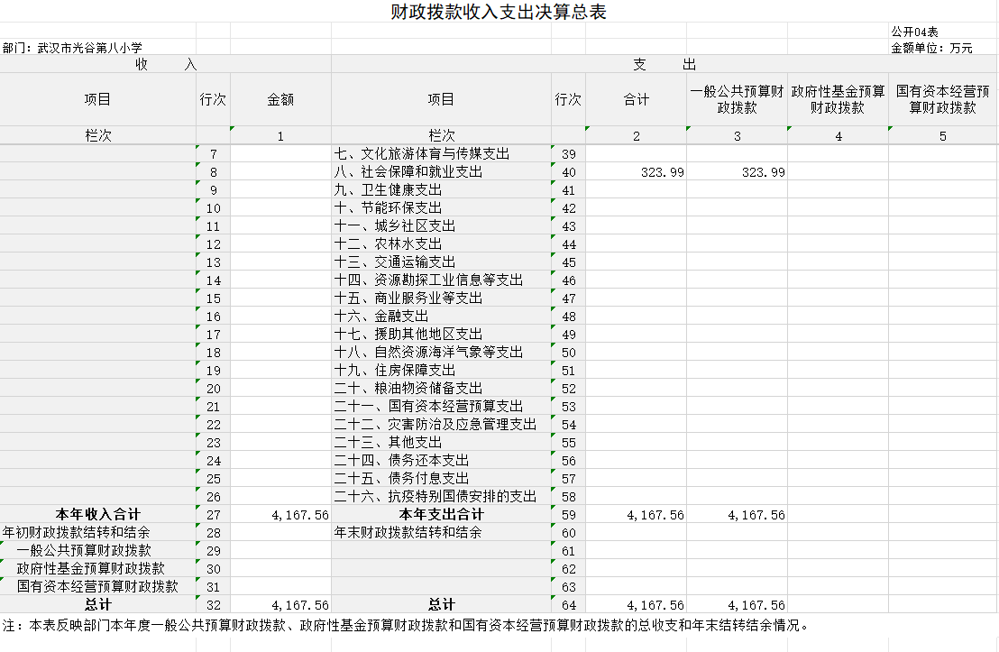 财政拨款收入支出决算总表
公开04表
部门：武汉市光谷第八小学 金额单位：万元
收 入 支 出
项目 行次 金额 项目 行次 合计 一般公共预算财政拨款 政府性基金预算财政拨款 国有资本经营预算财政拨款
栏次 1 栏次 2 3 4 5
7 七、文化旅游体育与传媒支出 39
8 八、社会保障和就业支出 40 323.99 323.99
9 九、卫生健康支出 41
10 十、节能环保支出 42
11 十一、城乡社区支出 43
12 十二、农林水支出 44
13 十三、交通运输支出 45
14 十四、资源勘探工业信息等支出 46
15 十五、商业服务业等支出 47
16 十六、金融支出 48
17 十七、援助其他地区支出 49
18 十八、自然资源海洋气象等支出 50
19 十九、住房保障支出 51
20 二十、粮油物资储备支出 52
21 二十一、国有资本经营预算支出 53
22 二十二、灾害防治及应急管理支出 54
23 二十三、其他支出 55
24 二十四、债务还本支出 56
25 二十五、债务付息支出 57
26 二十六、抗疫特别国债安排的支出 58
本年收入合计 27 4,167.56 本年支出合计 59 4,167.56 4,167.56
年初财政拨款结转和结余 28 年末财政拨款结转和结余 60
一般公共预算财政拨款 29 61
政府性基金预算财政拨款 30 62
国有资本经营预算财政拨款 31 63
总计 32 4,167.56 总计 64 4,167.56 4,167.56
注：本表反映部门本年度一般公共预算财政拨款、政府性基金预算财政拨款和国有资本经营预算财政拨款的总收支和年末结转结余情况。